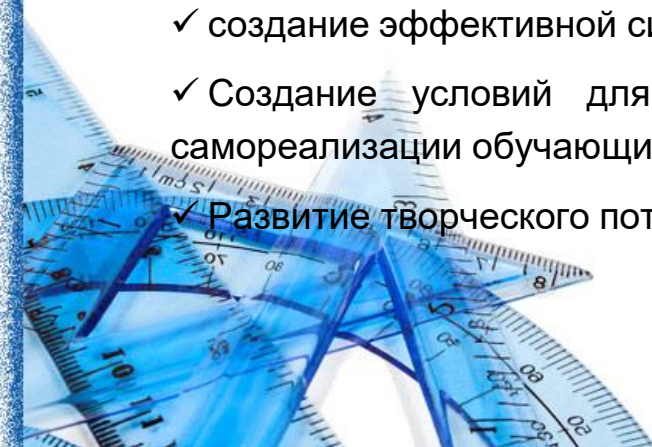 ✓ создание эффективной си
✓ Создание условий для
самореализации обучающи
✓ Развитие творческого пот